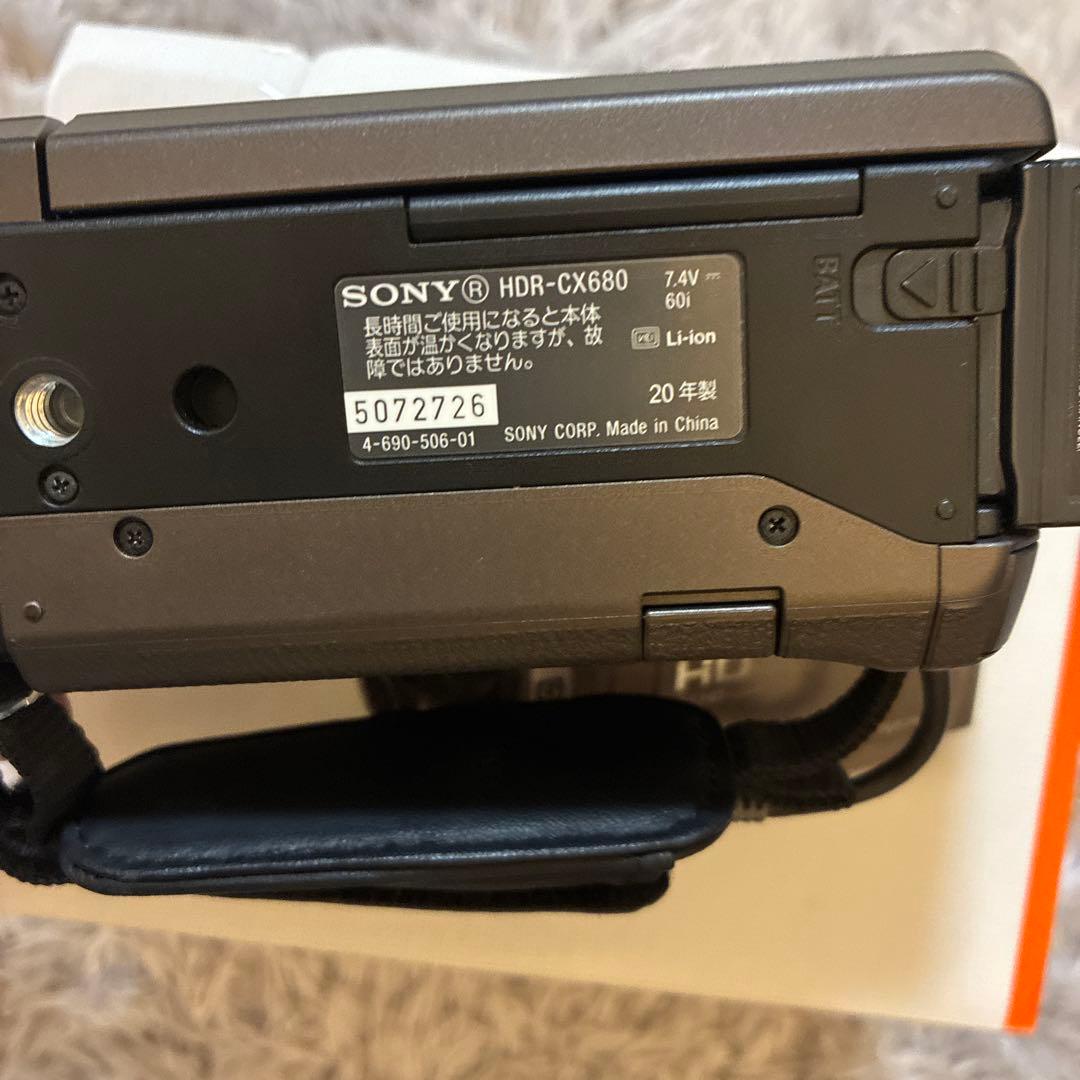 SONY® HDR-CX680
7.4V ⎓
60i
長時間ご使用になると本体
表面が温かくなりますが、故
障ではありません。
Li-ion
20 年製
5072726
4-690-506-01
SONY CORP. Made in China
BATT
HD